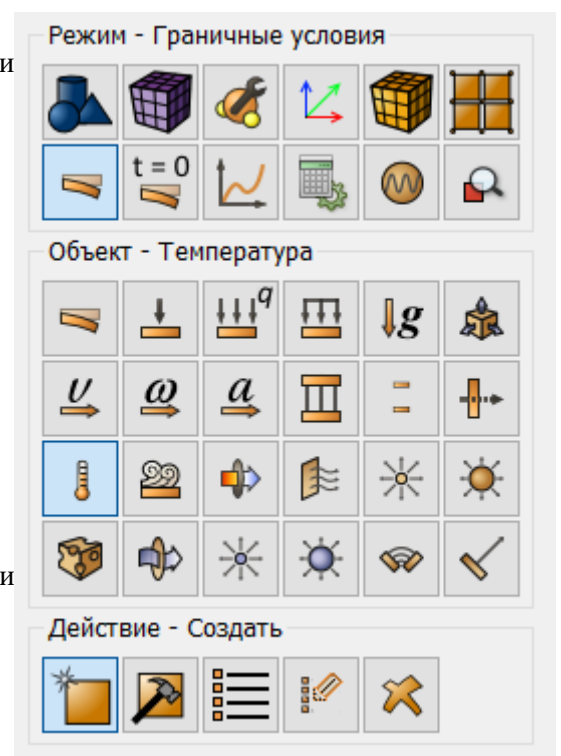 Режим - Граничные условия
и
t = 0
Объект - Температура
q
g
υ
ω
a
и
Действие - Создать